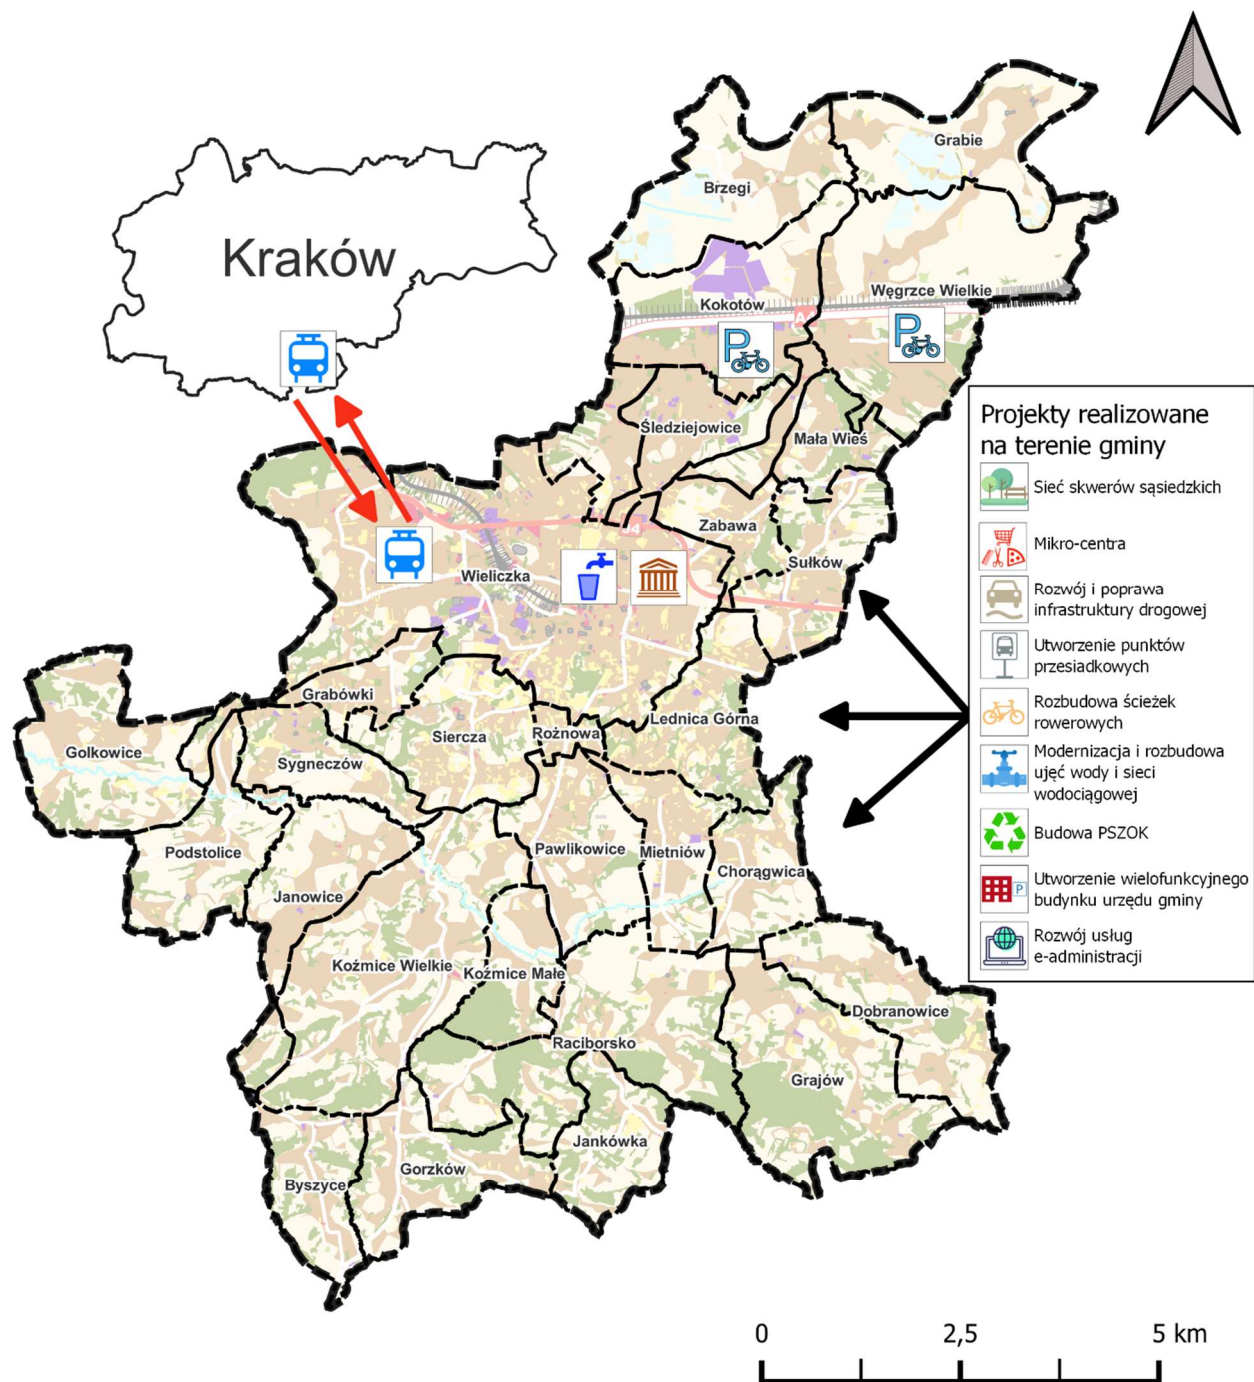 Grabie
Brzegi
Kraków
Węgrzce Wielkie
Kokotów
A4
P
P
Projekty realizowane
na terenie gminy
Sieć skwerów sąsiedzkich
Mikro-centra
Rozwój i poprawa
infrastruktury drogowej
Utworzenie punktów
przesiadkowych
Rozbudowa ścieżek
rowerowych
Modernizacja i rozbudowa
ujęć wody i sieci
wodociągowej
Budowa PSZOK
P
Utworzenie wielofunkcyjnego
budynku urzędu gminy
Rozwój usług
e-administracji
Śledziejowice
Mała Wieś
Zabawa
Sułków
Wieliczka
Grabówki
Lednica Górna
Siercza
Rożnowa
Golkowice
Sygneczów
Podstolice
Pawlikowice
Mietniów
Chorągwica
Janowice
Koźmice Wielkie
Koźmice Małe
Dobranowice
Raciborsko
Grajów
Jankówka
Gorzków
Byszyce
0 2,5 5 km